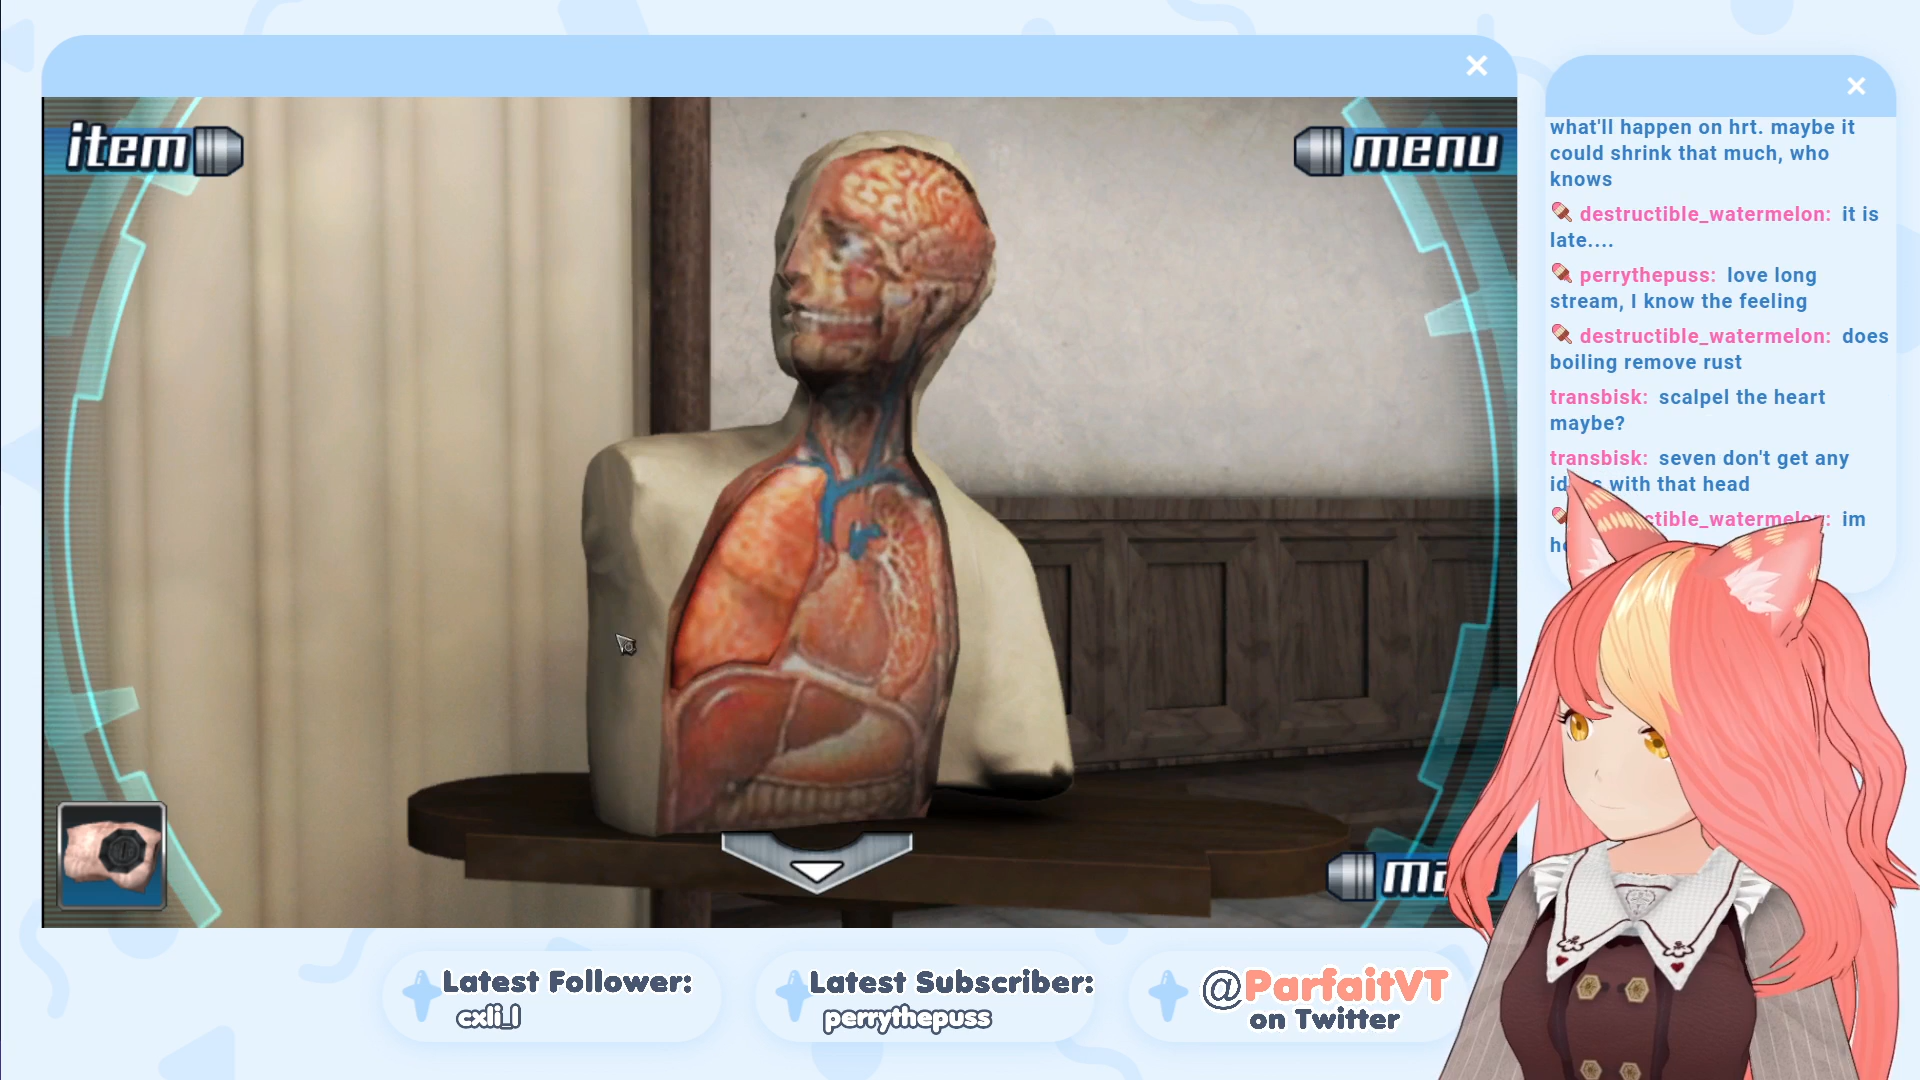 item
menu
what'll happen on hrt. maybe it
could shrink that much, who
knows
destructible_watermelon: it is
late....
perrythepuss: love long
stream, I know the feeling
destructible_watermelon: does
boiling remove rust
transbisk: scalpel the heart
maybe?
transbisk: seven don't get any
with that head
im
Latest Follower:
cxli_l
Latest Subscriber:
perrythepuss
@ParfaitVT
on Twitter